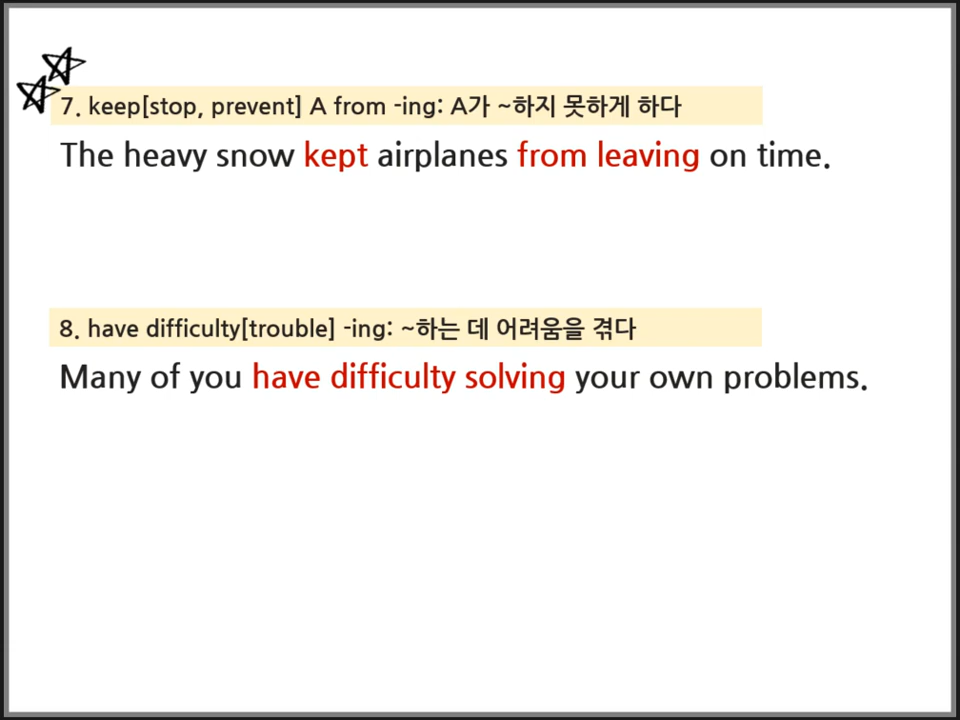 7. keep[stop, prevent] A from -ing: A가 ~하지 못하게 하다
The heavy snow kept airplanes from leaving on time.
8. have difficulty[trouble] -ing: ~하는 데 어려움을 겪다
Many of you have difficulty solving your own problems.